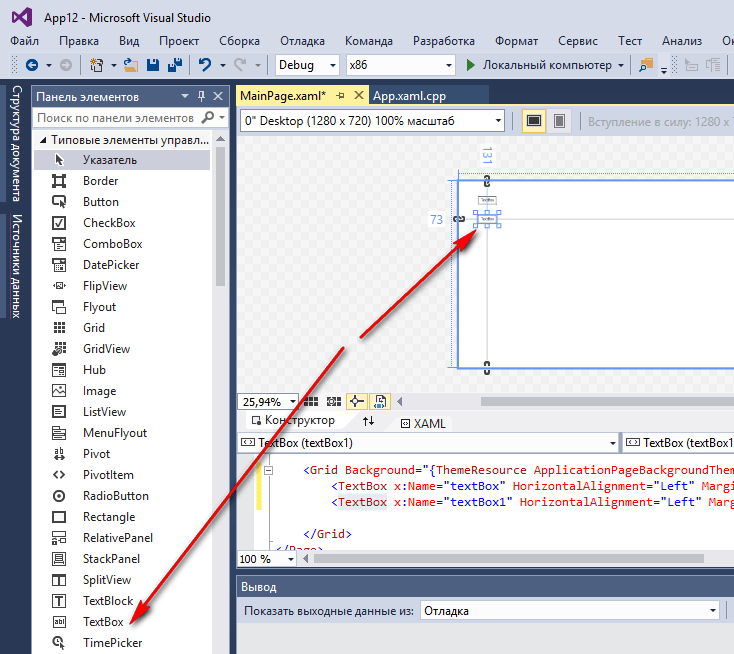 App12 - Microsoft Visual Studio
Файл Правка Вид Проект Сборка Отладка Команда Разработка Формат Сервис Тест Анализ
Debug x86 Локальный компьютер
Структура документа
Источники данных
Панель элементов
Поиск по панели элементов
Типовые элементы управл...
Указатель
Border
Button
CheckBox
ComboBox
DatePicker
FlipView
Flyout
Grid
GridView
Hub
Image
ListView
MenuFlyout
Pivot
PivotItem
RadioButton
Rectangle
RelativePanel
StackPanel
SplitView
TextBlock
TextBox
TimePicker
MainPage.xaml* App.xaml.cpp
0" Desktop (1280 x 720) 100% масштаб Вступление в силу: 1280 x
131
73
TextBox
TextBox
25,94%
Конструктор XAML
TextBox (textBox1) TextBox (textBox1
<Grid Background="{ThemeResource ApplicationPageBackgroundThem
<TextBox x:Name="textBox" HorizontalAlignment="Left" Margi
<TextBox x:Name="textBox1" HorizontalAlignment="Left" Marg
</Grid>
</Page>
100 %
Вывод
Показать выходные данные из: Отладка